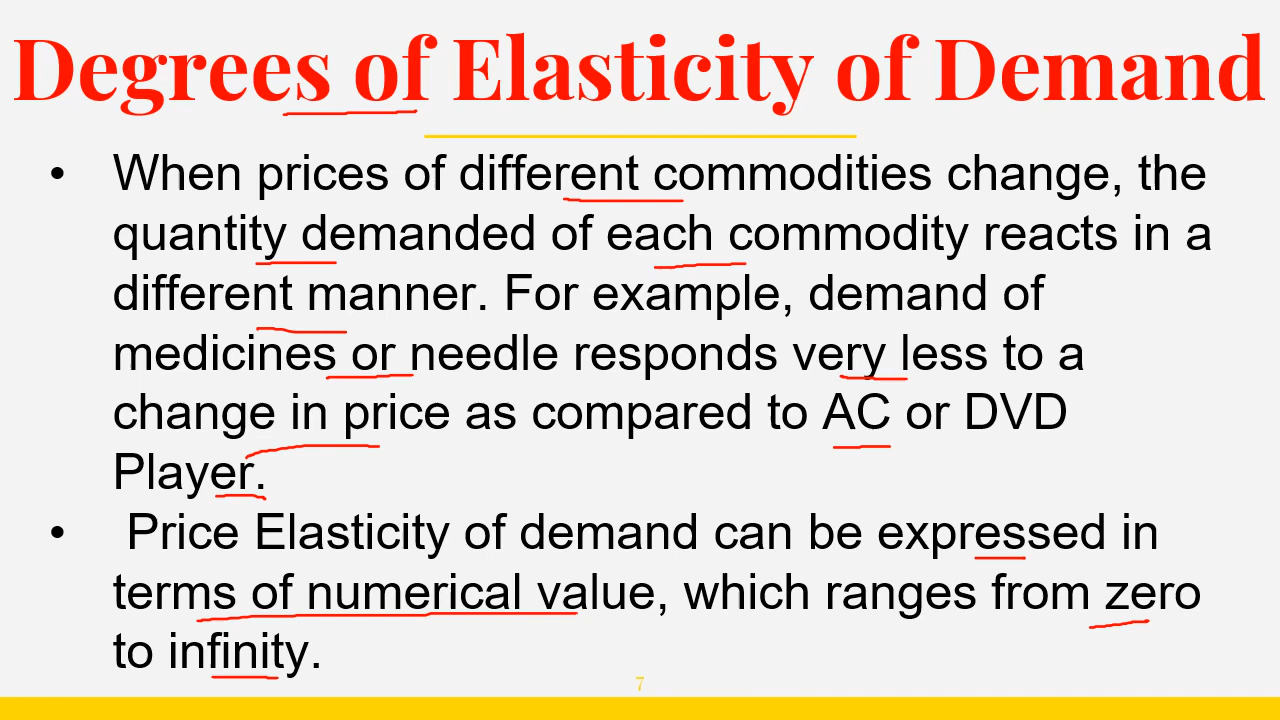 Degrees of Elasticity of Demand
• When prices of different commodities change, the
quantity demanded of each commodity reacts in a
different manner. For example, demand of
medicines or needle responds very less to a
change in price as compared to AC or DVD
Player.
• Price Elasticity of demand can be expressed in
terms of numerical value, which ranges from zero
to infinity.
7